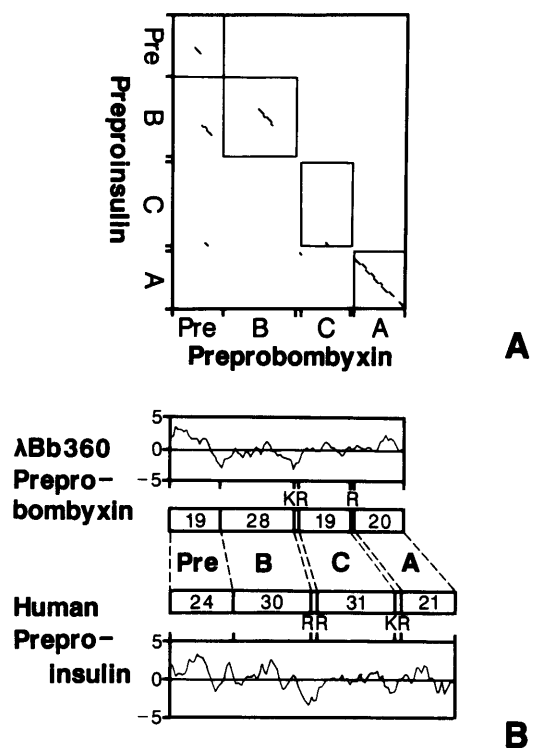 Pre
B
C
A
Preproinsulin
Pre B C A
Preprobombyxin
A
5
0
-5
λBb360
Prepro-
bombyxin
KR R
19 28 19 20
Pre B C A
24 30 31 21
RR KR
Human
Prepro-
insulin
5
0
-5
B